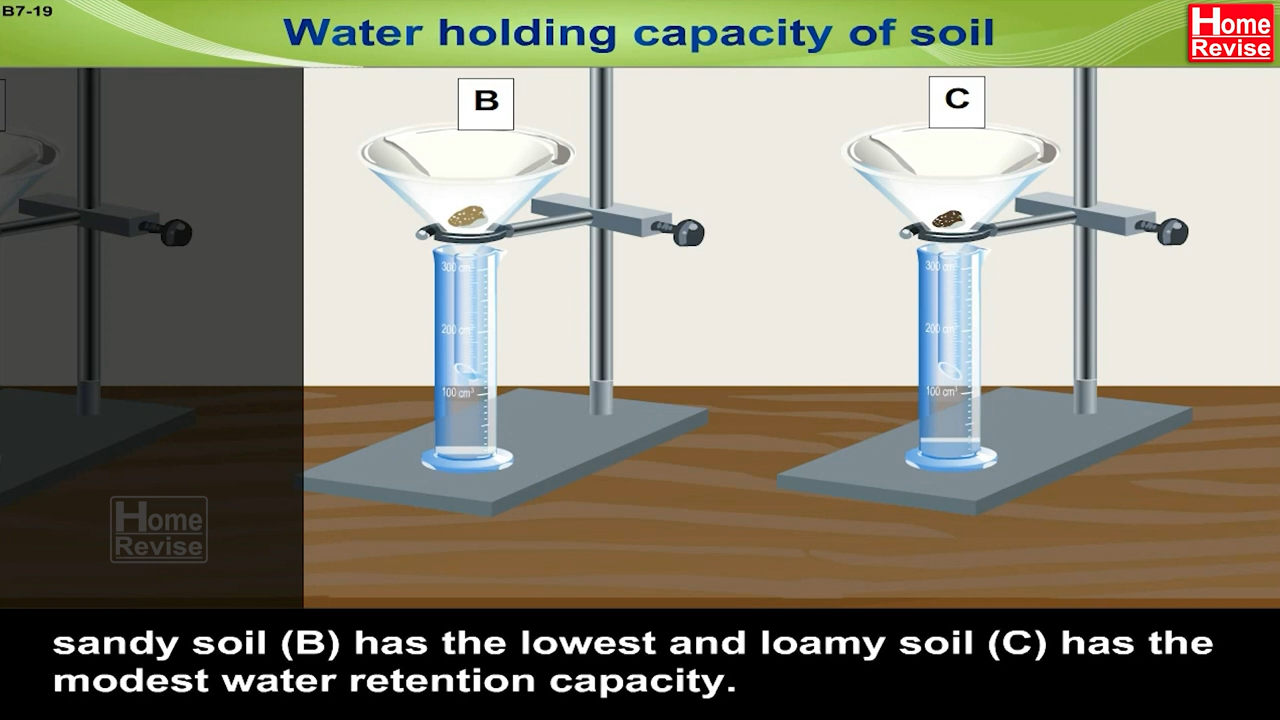 B7-19
Water holding capacity of soil
Home
Revise
B
C
300 cm³
200 cm³
100 cm³
300 cm³
200 cm³
100 cm³
Home
Revise
sandy soil (B) has the lowest and loamy soil (C) has the
modest water retention capacity.